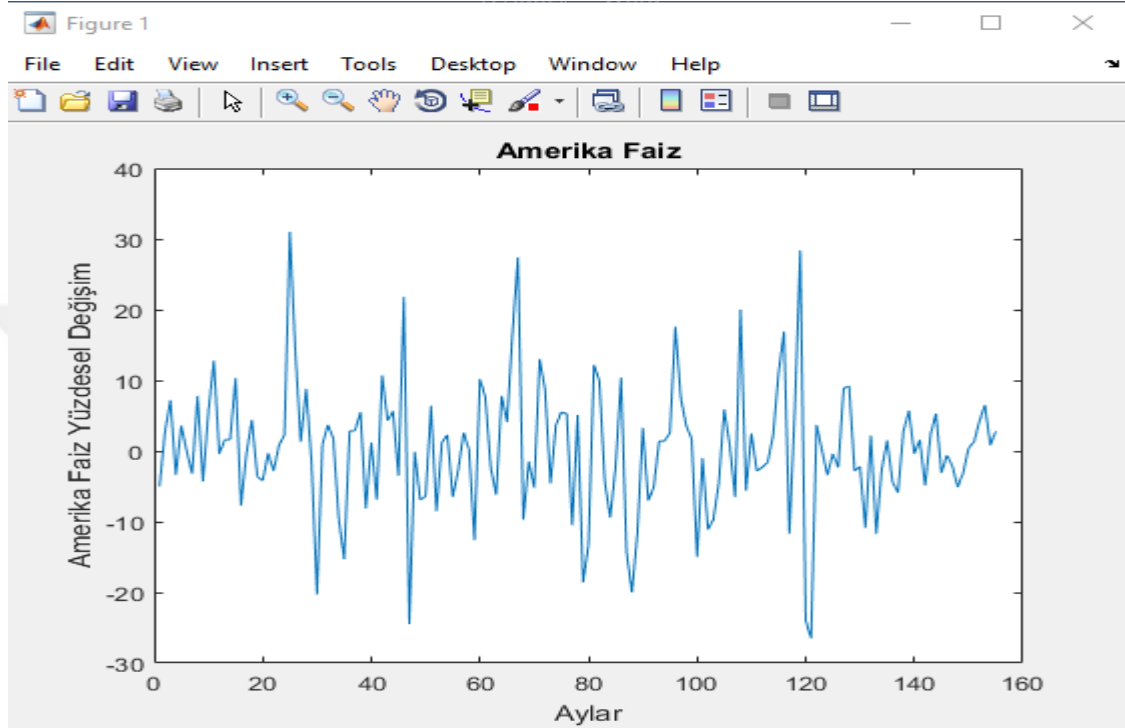 Figure 1
File Edit View Insert Tools Desktop Window Help
Amerika Faiz
Amerika Faiz Yüzdesel Değişim
40
30
20
10
0
-10
-20
-30
0 20 40 60 80 100 120 140 160
Aylar